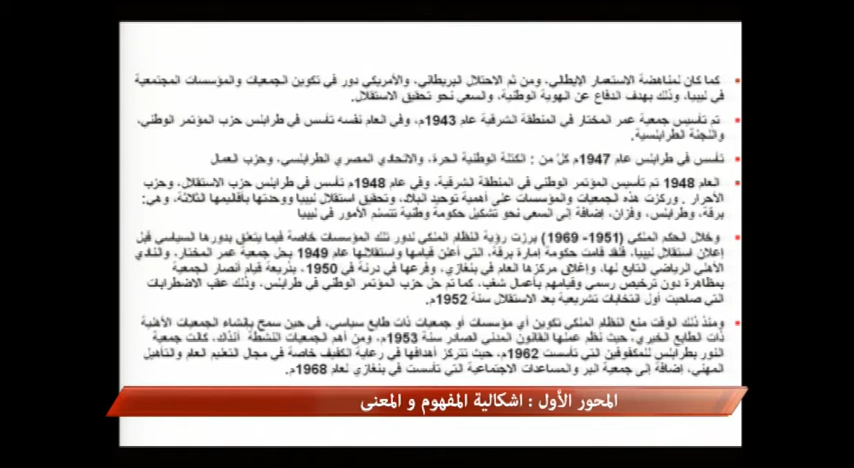 كما كان لمناهضة الاستعمار الإيطالي، ومن ثم الاحتلال البريطاني، والأمريكي دور في تكوين الجمعيات والمؤسسات المجتمعية
في ليبيا، وذلك بهدف الدفاع عن الهوية الوطنية، والسعي نحو تحقيق الاستقلال.
تم تأسيس جمعية عمر المختار في المنطقة الشرقية عام 1943م، وفي العام نفسه تأسس في طرابلس حزب المؤتمر الوطني،
واللجنة الطرابلسية.
تأسس في طرابلس عام 1947م كلٌ من : الكتلة الوطنية الحرة، والاتحادي المصري الطرابلسي، وحزب العمال
العام 1948 تم تأسيس المؤتمر الوطني في المنطقة الشرقية، وفي عام 1948م تأسس في طرابلس حزب الاستقلال، وحزب
الأحرار . وركزت هذه الجمعيات والمؤسسات على أهمية توحيد البلاد، وتحقيق استقلال ليبيا ووحدتها بأقاليمها الثلاثة، وهي:
برقة، وطرابلس، وفزان، إضافة إلى السعي نحو تشكيل حكومة وطنية تتسلم الأمور في ليبيا
وخلال الحكم الملكي (1951- 1969) برزت رؤية النظام الملكي لدور تلك المؤسسات خاصة فيما يتعلق بدورها السياسي قبل
إعلان استقلال ليبيا، فلقد قامت حكومة إمارة برقة، التي أعلن قيامها واستقلالها عام 1949 بحل جمعية عمر المختار، والنادي
الأهلي الرياضي التابع لها، وإغلاق مركزها العام في بنغازي، وفرعها في درنة في 1950، بذريعة قيام أنصار الجمعية
بمظاهرة دون ترخيص رسمي وقيامهم بأعمال شغب، كما تم حل حزب المؤتمر الوطني في طرابلس، وذلك عقب الاضطرابات
التي صاحبت أول انتخابات تشريعية بعد الاستقلال سنة 1952م.
ومنذ ذلك الوقت منع النظام الملكي تكوين أي مؤسسات أو جمعيات ذات طابع سياسي، في حين سمح بإنشاء الجمعيات الأهلية
ذات الطابع الخيري، حيث نظم عملها القانون المدني الصادر سنة 1953م، ومن أهم الجمعيات النشطة آنذاك، كانت جمعية
النور بطرابلس للمكفوفين التي تأسست 1962م، حيث تتركز أهدافها في رعاية الكفيف خاصة في مجال التعليم العام والتأهيل
المهني، إضافة إلى جمعية البر والمساعدات الاجتماعية التي تأسست في بنغازي لعام 1968م.
المحور الأول : اشكالية المفهوم و المعنى